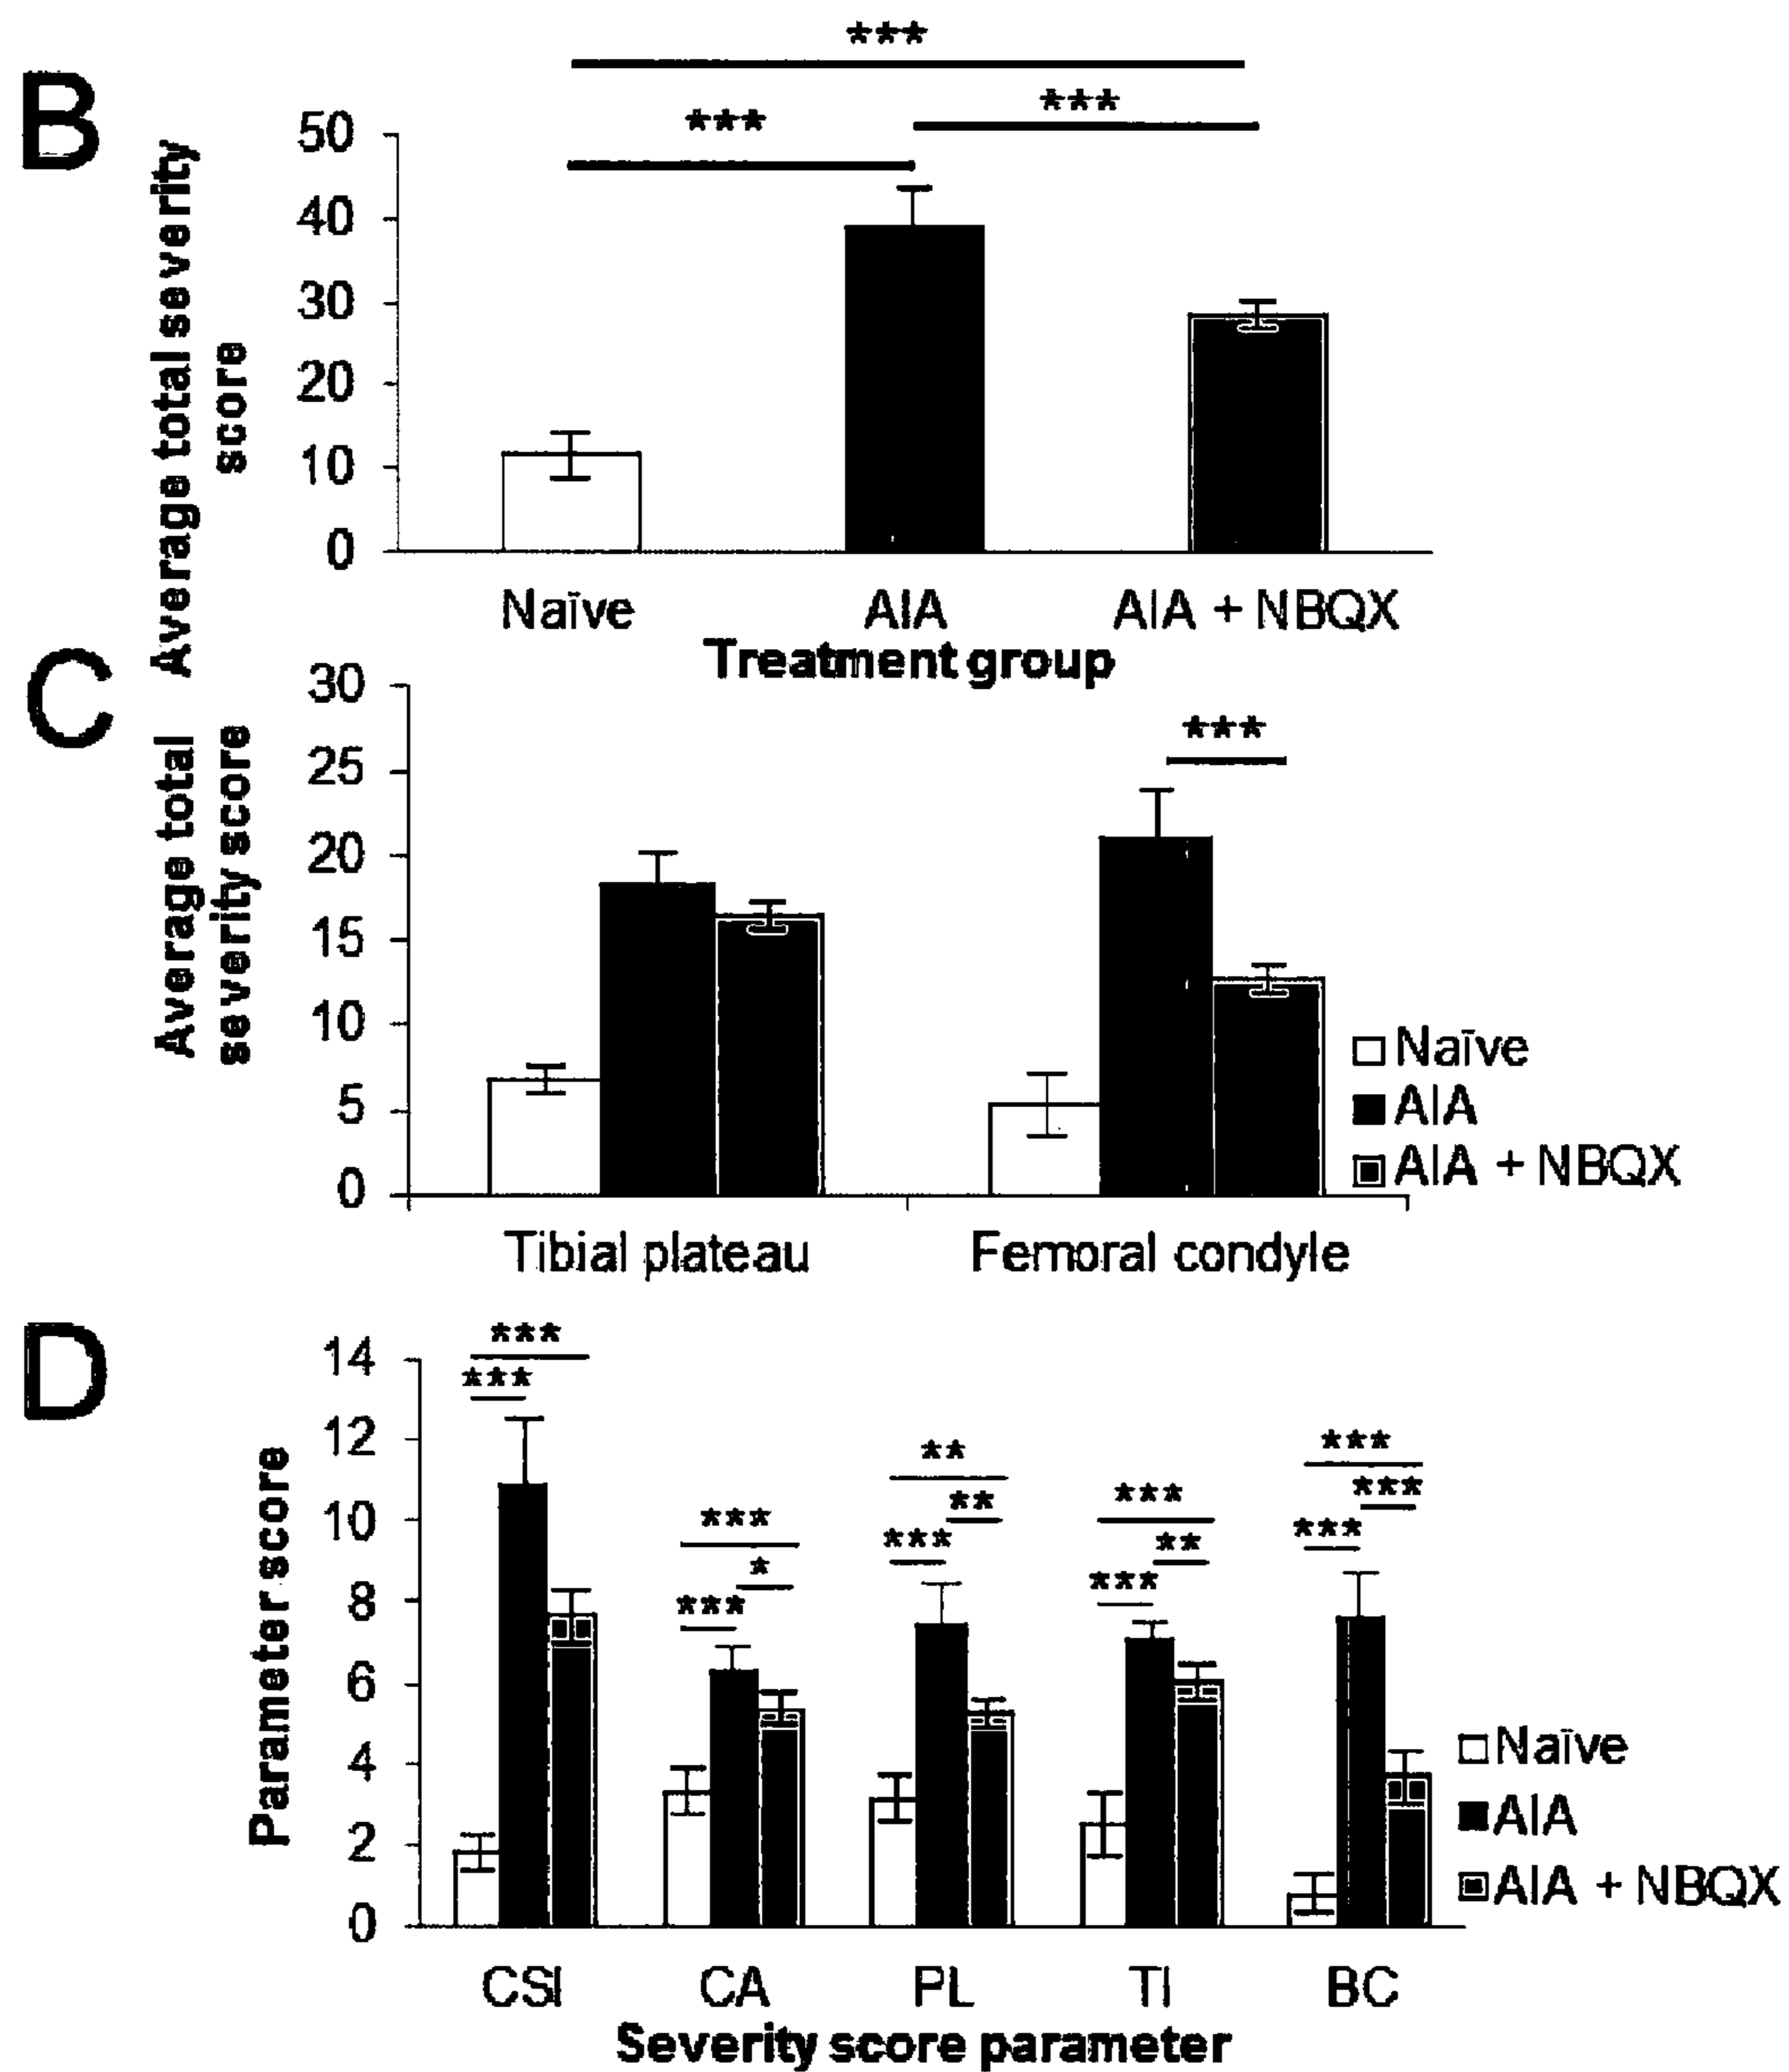 B
***
***
***
Average total severity
score
50
40
30
20
10
0
Naïve AIA AIA + NBQX
Treatment group
C
Average total
severity score
30
25
20
15
10
5
0
***
Naïve
AIA
AIA + NBQX
Tibial plateau Femoral condyle
D
Parameter score
14
12
10
8
6
4
2
0
***
***
***
*
***
**
**
***
***
**
***
***
***
***
Naïve
AIA
AIA + NBQX
CSI CA PL TI BC
Severity score parameter